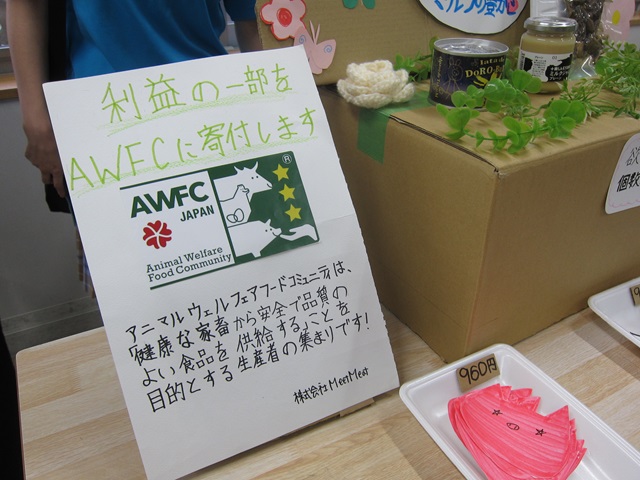 利益の一部を
AWFCに寄付します
AWFC
JAPAN
®
Animal Welfare
Food Community
アニマルウェルフェアフードコミュニティは、
健康な家畜から安全で品質の
よい食品を供給することを
目的とする生産者の集まりです!
株式会社MeetMeat
960円
個数